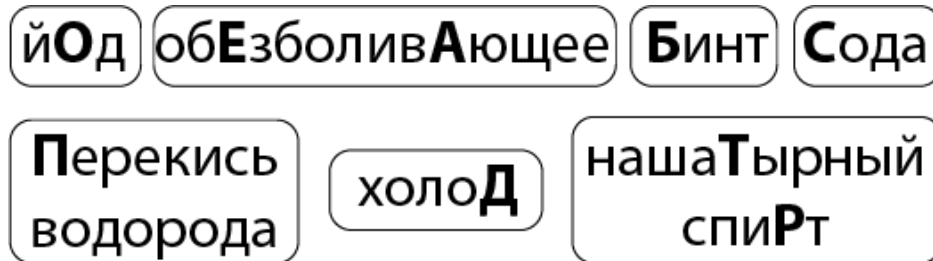 йОд обЕзболивАющее Бинт Сода
Перекись
водорода
холоД
нашаТырный
спиРт